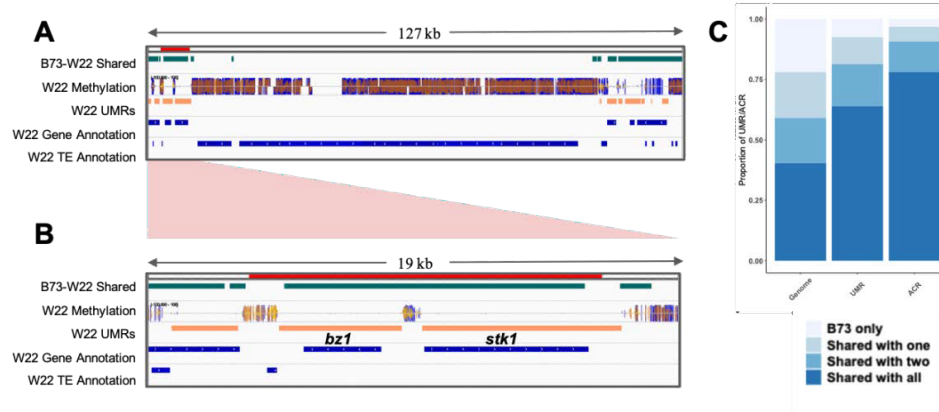 A
127 kb
B73-W22 Shared
W22 Methylation
W22 UMRs
W22 Gene Annotation
W22 TE Annotation
B
19 kb
B73-W22 Shared
W22 Methylation
W22 UMRs
bz1
stk1
W22 Gene Annotation
W22 TE Annotation
C
Proportion of UMR/ACR
1.00
0.75
0.50
0.25
0.00
Genome
UMR
ACR
B73 only
Shared with one
Shared with two
Shared with all